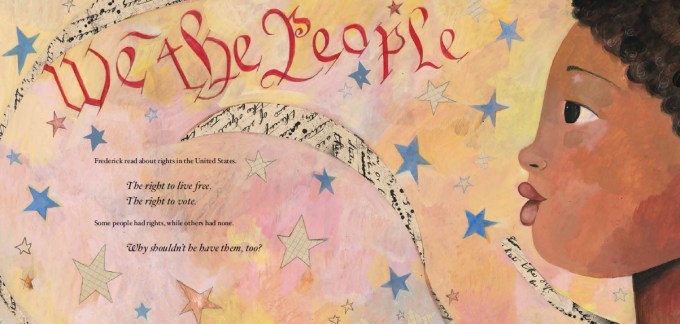 We the People
Frederick read about rights in the United States.
The right to live free.
The right to vote.
Some people had rights, while others had none.
Why shouldn't he have them, too?